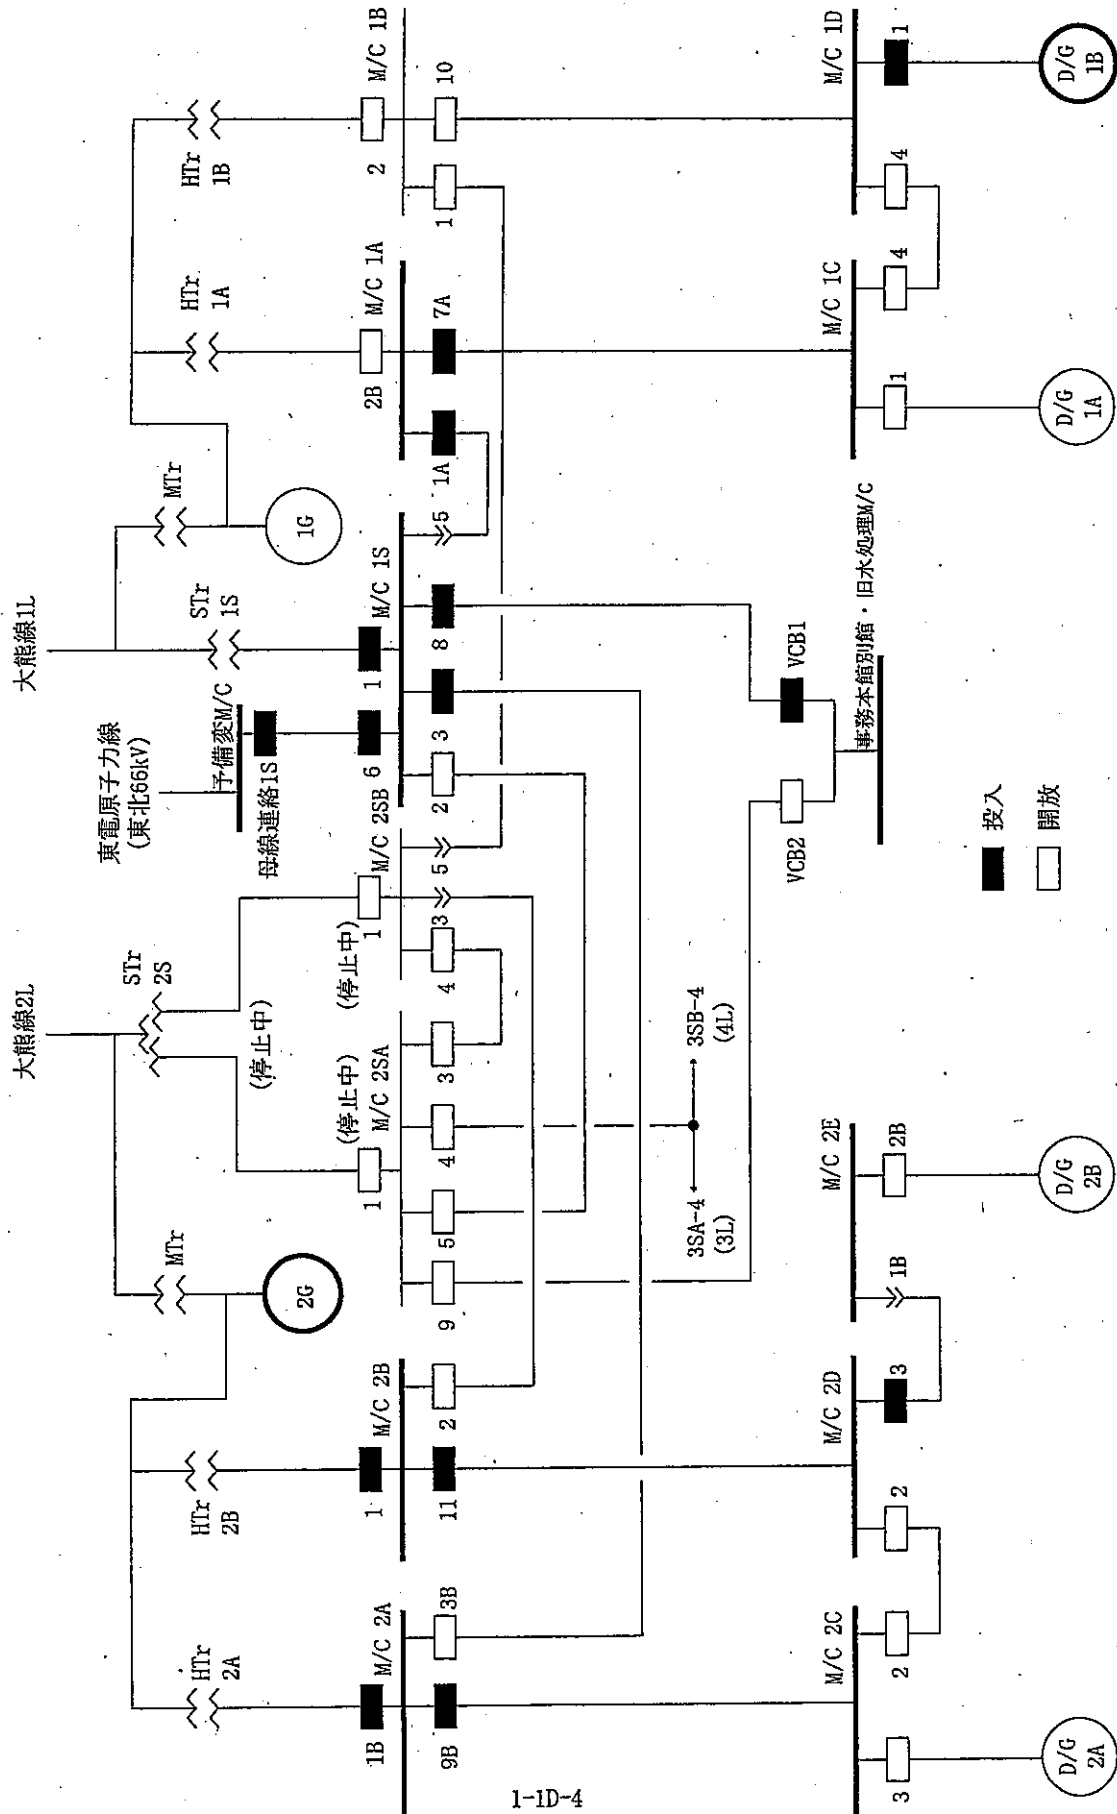 大熊線2L
大熊線1L
東電原子力線
(東北66kV)
予備変M/C
母線連絡1S
STr
2S
(停止中)
STr
1S
MTr
MTr
2G
1G
HTr
2A
HTr
2B
HTr
1A
HTr
1B
1B
M/C 2A
9B
3B
1
M/C 2B
11
2
1
(停止中)
M/C 2SA
9
5
4
3
1
(停止中)
M/C 2SB
4
3
5
6
1
M/C 1S
2
3
8
5
2B
M/C 1A
1A
7A
2
M/C 1B
1
10
3SA-4
(3L)
3SB-4
(4L)
VCB2
VCB1
事務本館別館・旧水処理M/C
M/C 2C
3
2
M/C 2D
2
3
M/C 2E
1B
2B
M/C 1C
1
4
M/C 1D
4
1
D/G
2A
D/G
2B
D/G
1A
D/G
1B
投入
開放
1-1D-4